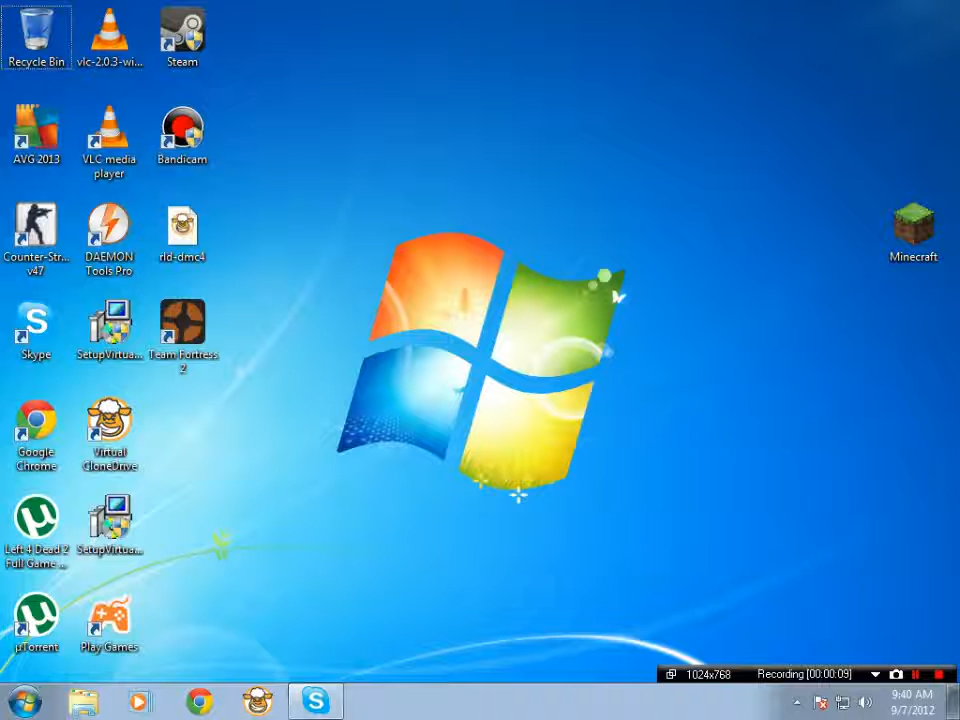 Recycle Bin
vlc-2.0.3-wi...
Steam
AVG 2013
VLC media
player
Bandicam
Counter-Str...
v47
DAEMON
Tools Pro
rld-dmc4
Minecraft
Skype
SetupVirtua...
Team Fortress
2
Google
Chrome
Virtual
CloneDrive
Left 4 Dead 2
Full Game ...
SetupVirtua...
µTorrent
Play Games
1024x768
Recording [00:00:09]
9:40 AM
9/7/2012